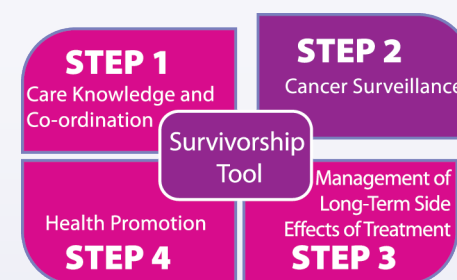 STEP 1
Care Knowledge and
Co-ordination
STEP 2
Cancer Surveillance
Survivorship
Tool
Health Promotion
STEP 4
Management of
Long-Term Side
Effects of Treatment
STEP 3